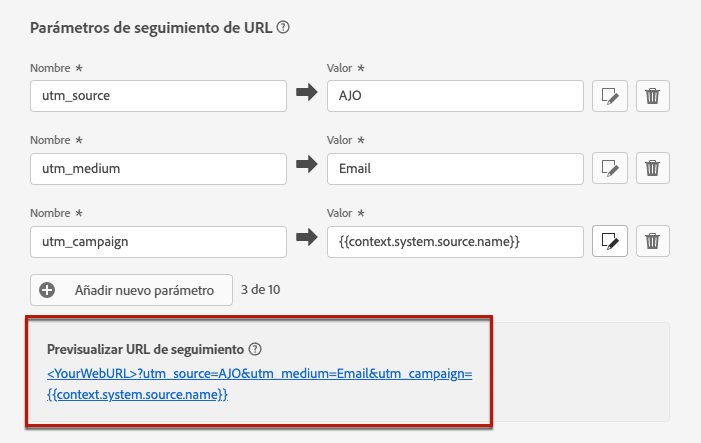 Parámetros de seguimiento de URL
Nombre * Valor *
utm_source AJO
Nombre * Valor *
utm_medium Email
Nombre * Valor *
utm_campaign {{context.system.source.name}}
Añadir nuevo parámetro 3 de 10
Previsualizar URL de seguimiento
<YourWebURL>?utm_source=AJO&utm_medium=Email&utm_campaign=
{{context.system.source.name}}